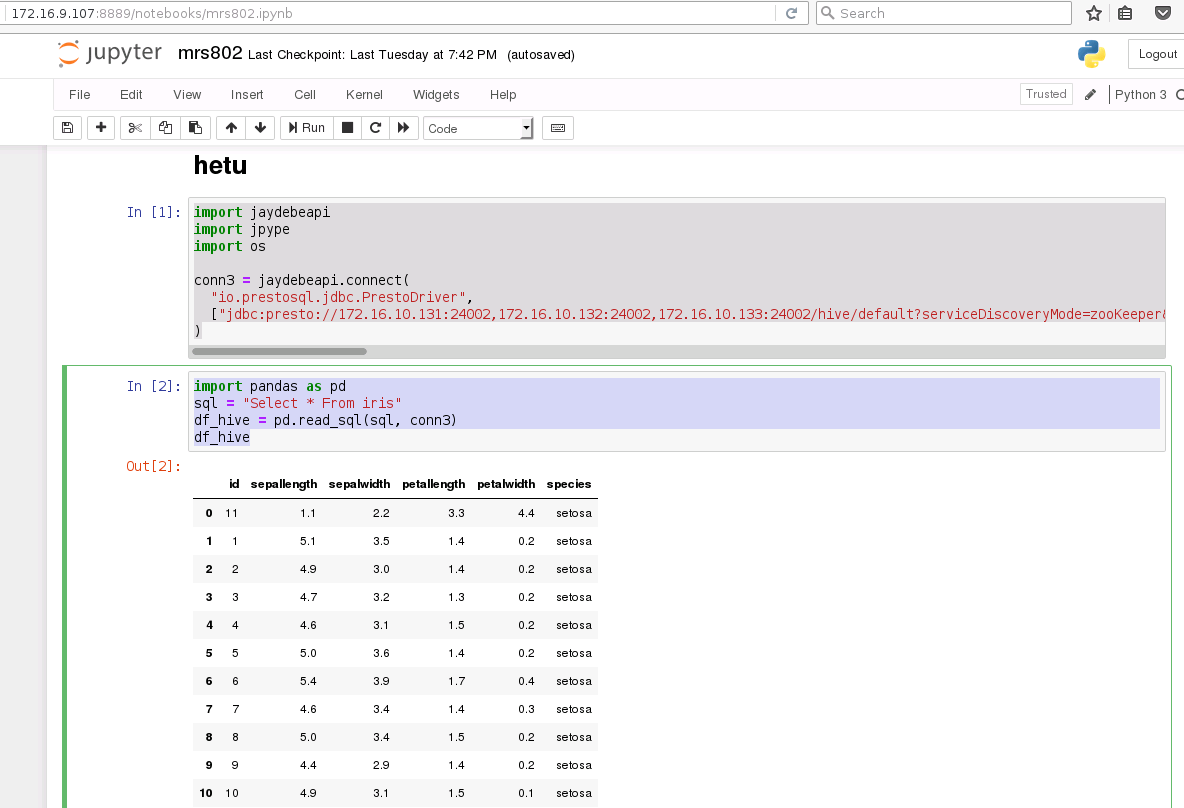 172.16.9.107:8889/notebooks/mrs802.ipynb
Search
jupyter mrs802 Last Checkpoint: Last Tuesday at 7:42 PM (autosaved)
Logout
File Edit View Insert Cell Kernel Widgets Help
Trusted
Python 3
Run
Code
hetu
In [1]:
import jaydebeapi
import jpype
import os
conn3 = jaydebeapi.connect(
"io.prestosql.jdbc.PrestoDriver",
["jdbc:presto://172.16.10.131:24002,172.16.10.132:24002,172.16.10.133:24002/hive/default?serviceDiscoveryMode=zooKeeper&
)
In [2]:
import pandas as pd
sql = "Select * From iris"
df_hive = pd.read_sql(sql, conn3)
df_hive
Out[2]:
id sepallength sepalwidth petallength petalwidth species
0 11 1.1 2.2 3.3 4.4 setosa
1 1 5.1 3.5 1.4 0.2 setosa
2 2 4.9 3.0 1.4 0.2 setosa
3 3 4.7 3.2 1.3 0.2 setosa
4 4 4.6 3.1 1.5 0.2 setosa
5 5 5.0 3.6 1.4 0.2 setosa
6 6 5.4 3.9 1.7 0.4 setosa
7 7 4.6 3.4 1.4 0.3 setosa
8 8 5.0 3.4 1.5 0.2 setosa
9 9 4.4 2.9 1.4 0.2 setosa
10 10 4.9 3.1 1.5 0.1 setosa